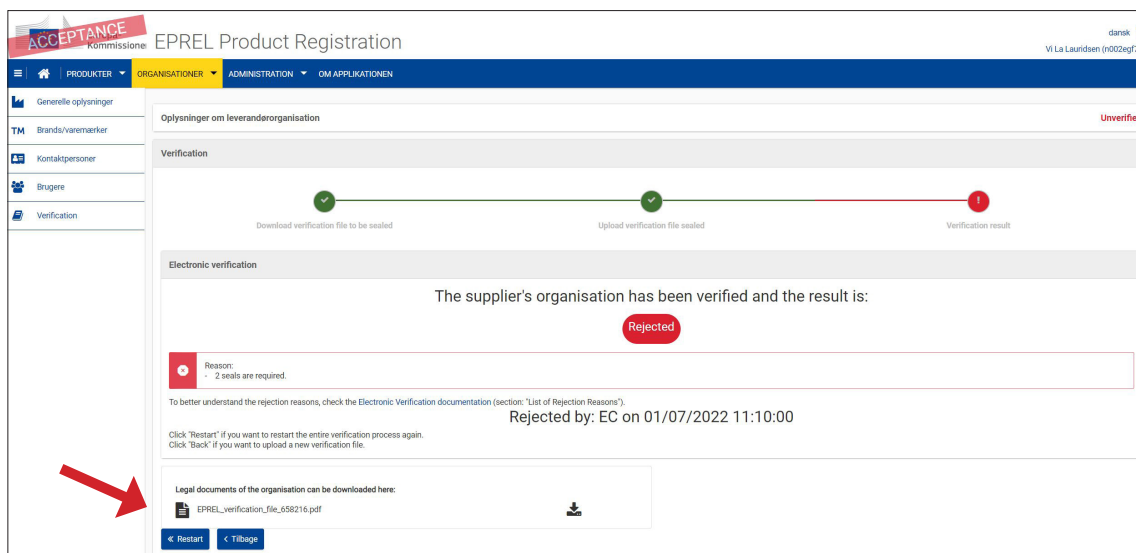 ACCEPTANCE
Kommissione
EPREL Product Registration
dansk
Vi La Lauridsen (n002egf7
PRODUKTER
ORGANISATIONER
ADMINISTRATION
OM APPLIKATIONEN
Generelle oplysninger
TM Brands/varemærker
Kontaktpersoner
Brugere
Verification
Oplysninger om leverandørorganisation
Unverifie
Verification
Download verification file to be sealed
Upload verification file sealed
Verification result
Electronic verification
The supplier's organisation has been verified and the result is:
Rejected
Reason:
- 2 seals are required.
To better understand the rejection reasons, check the Electronic Verification documentation (section: "List of Rejection Reasons").
Rejected by: EC on 01/07/2022 11:10:00
Click "Restart" if you want to restart the entire verification process again.
Click "Back" if you want to upload a new verification file.
Legal documents of the organisation can be downloaded here:
EPREL_verification_file_658216.pdf
« Restart
< Tilbage